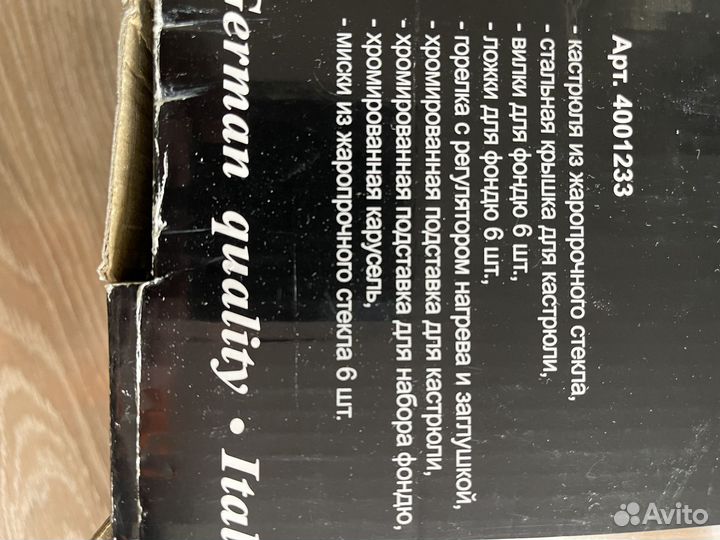 Арт. 4001233
- кастрюля из жаропрочного стекла,
- стальная крышка для кастрюли,
- вилки для фондю 6 шт.,
- ложки для фондю 6 шт.,
- горелка с регулятором нагрева и заглушкой,
- хромированная подставка для кастрюли,
- хромированная подставка для набора фондю,
- хромированная карусель,
- миски из жаропрочного стекла 6 шт.
German quality • Ital
Avito